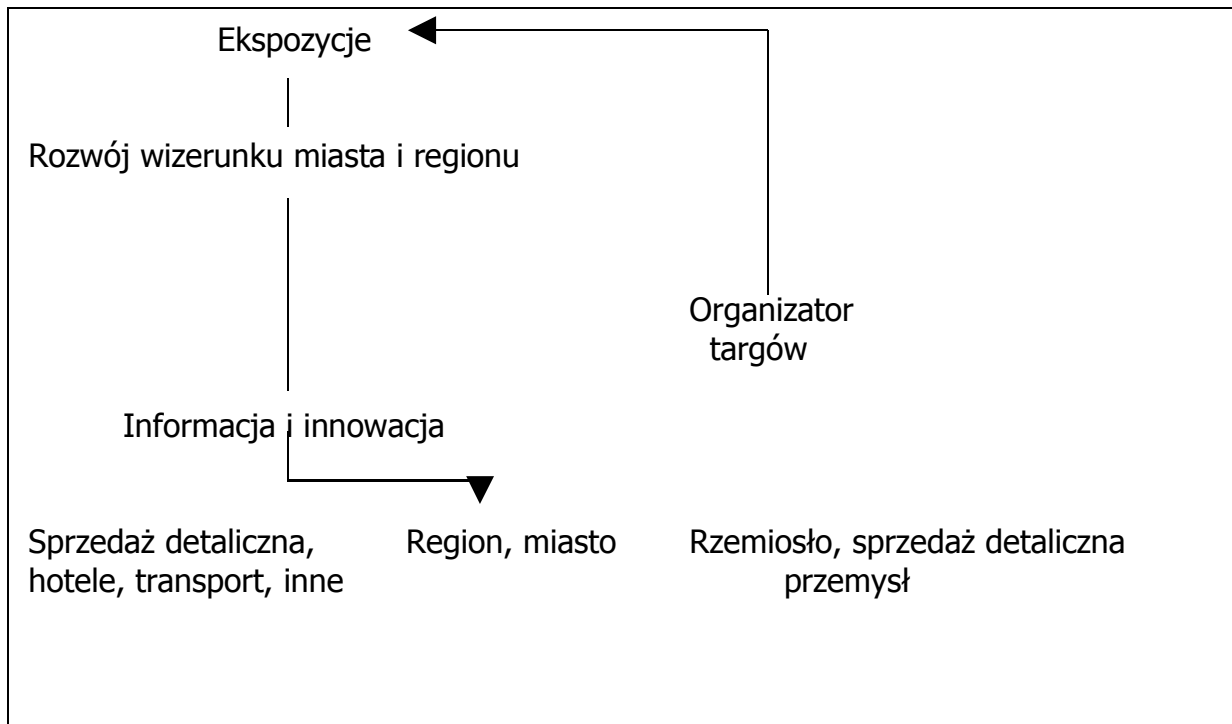 Ekspozycje
Rozwój wizerunku miasta i regionu
Organizator
targów
Informacja i innowacja
Sprzedaż detaliczna,
hotele, transport, inne
Region, miasto
Rzemiosło, sprzedaż detaliczna
przemysł